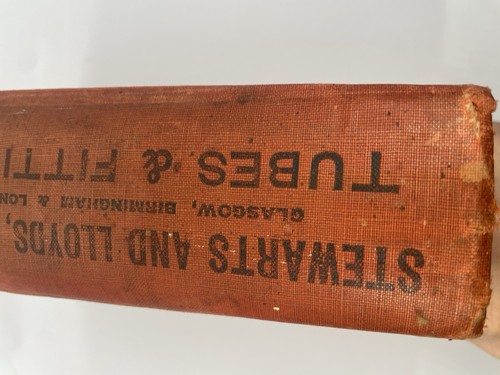 STEWARTS AND LLOYDS,
GLASGOW, BIRMINGHAM & LON
TUBES & FITTI